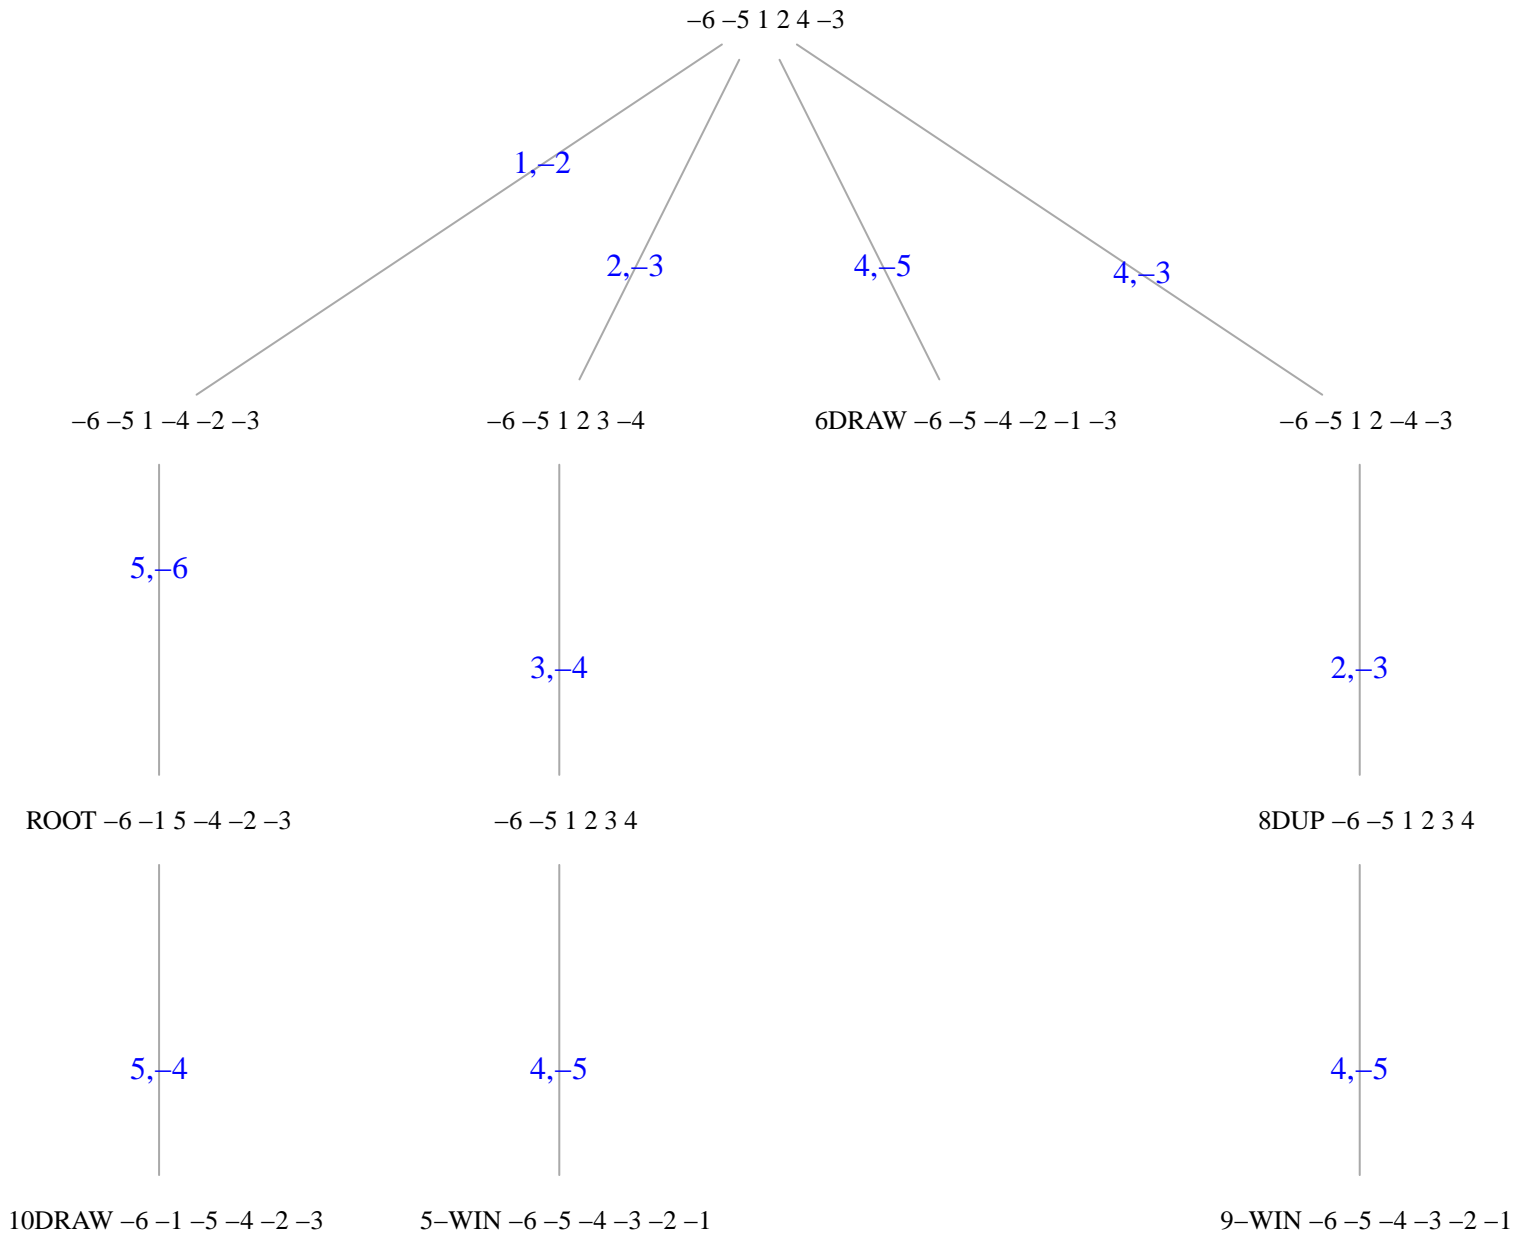 –6 –5 1 2 4 –3
1,–2
2,–3
4,–5
4,–3
–6 –5 1 –4 –2 –3
–6 –5 1 2 3 –4
6DRAW –6 –5 –4 –2 –1 –3
–6 –5 1 2 –4 –3
5,–6
3,–4
2,–3
ROOT –6 –1 5 –4 –2 –3
–6 –5 1 2 3 4
8DUP –6 –5 1 2 3 4
5,–4
4,–5
4,–5
10DRAW –6 –1 –5 –4 –2 –3
5–WIN –6 –5 –4 –3 –2 –1
9–WIN –6 –5 –4 –3 –2 –1